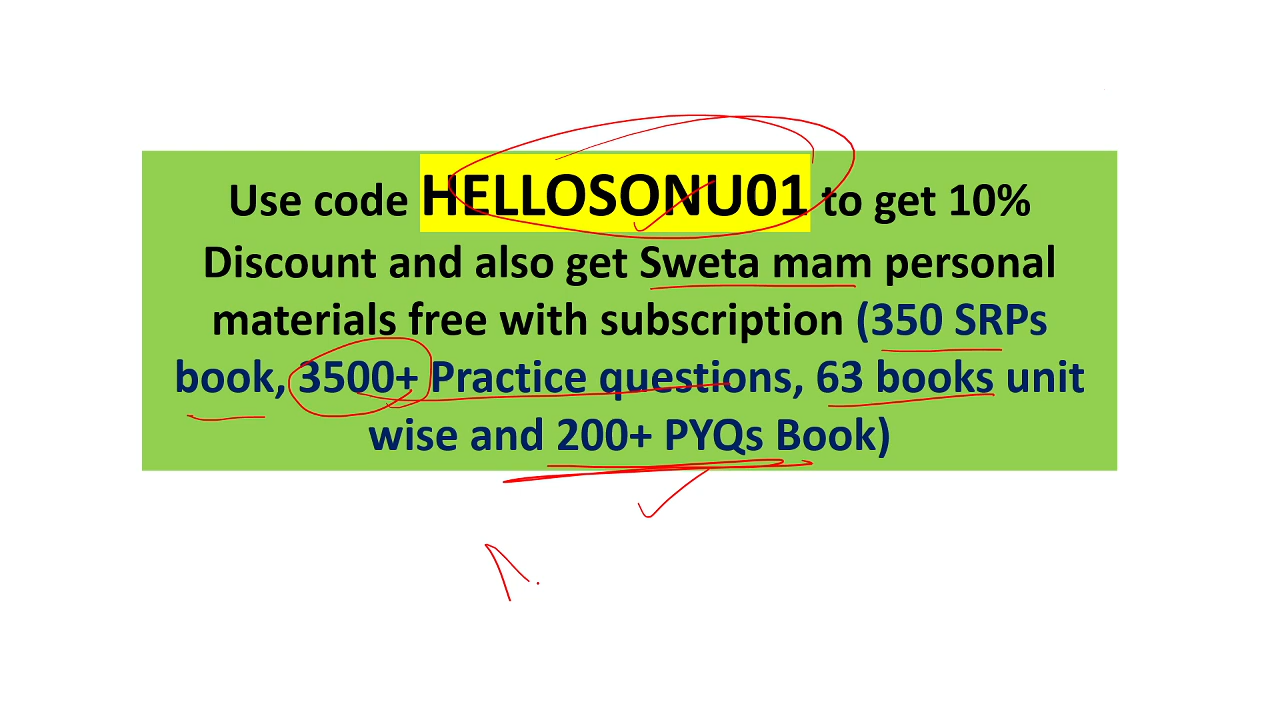 Use code HELLOSONU01 to get 10%
Discount and also get Sweta mam personal
materials free with subscription (350 SRPs
book, 3500+ Practice questions, 63 books unit
wise and 200+ PYQs Book)